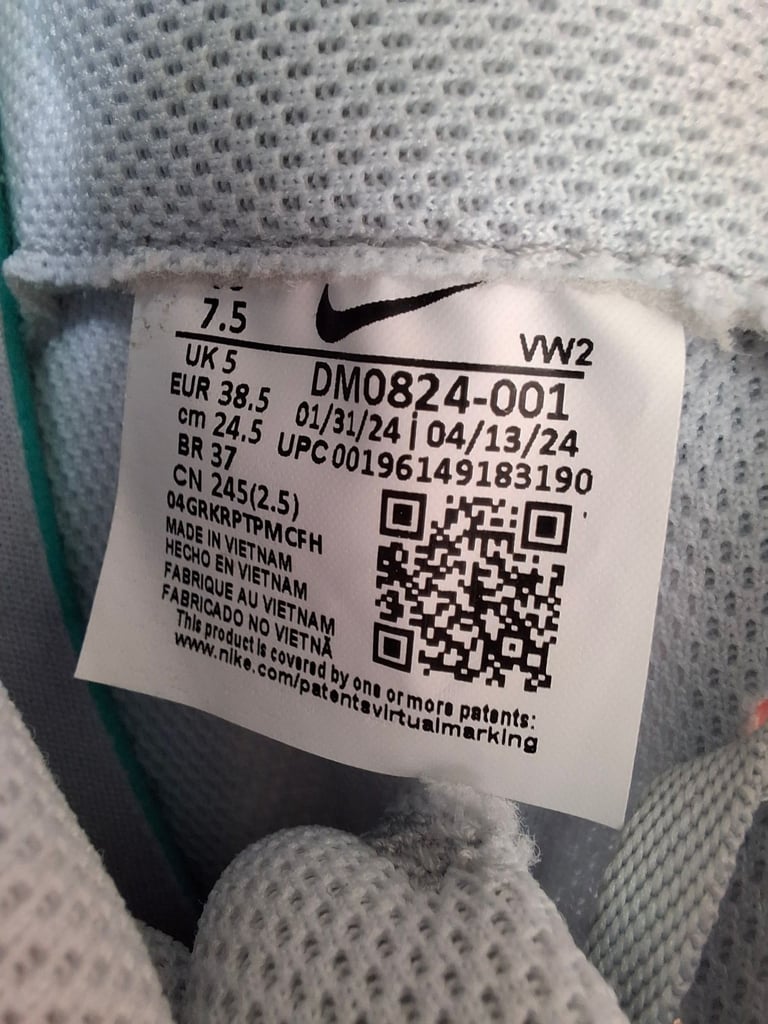 7.5
VW2
UK 5
DM0824-001
EUR 38.5
01/31/24 | 04/13/24
cm 24.5
UPC 00196149183190
BR 37
CN 245(2.5)
04GRKRPTPMCFH
MADE IN VIETNAM
HECHO EN VIETNAM
FABRIQUE AU VIETNAM
FABRICADO NO VIETNÃ
This product is covered by one or more patents:
www.nike.com/patentsvirtualmarking